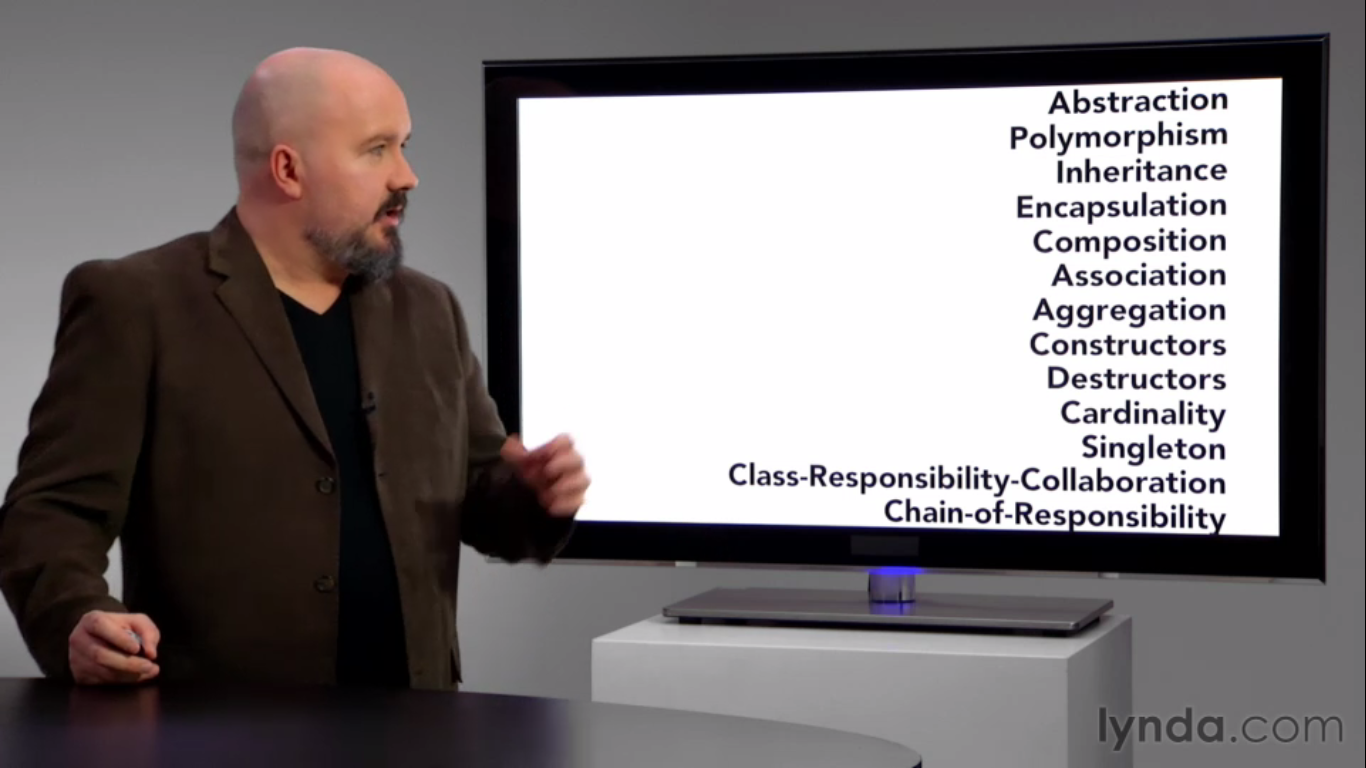 Abstraction
Polymorphism
Inheritance
Encapsulation
Composition
Association
Aggregation
Constructors
Destructors
Cardinality
Singleton
Class-Responsibility-Collaboration
Chain-of-Responsibility
lynda.com